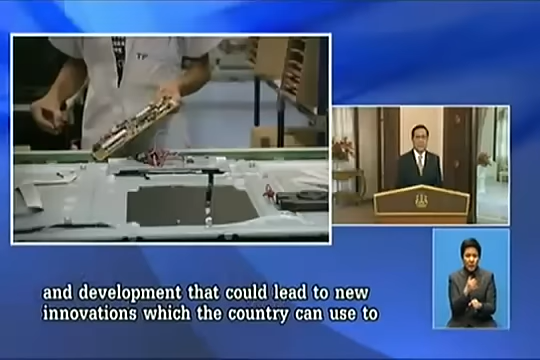 and development that could lead to new
innovations which the country can use to